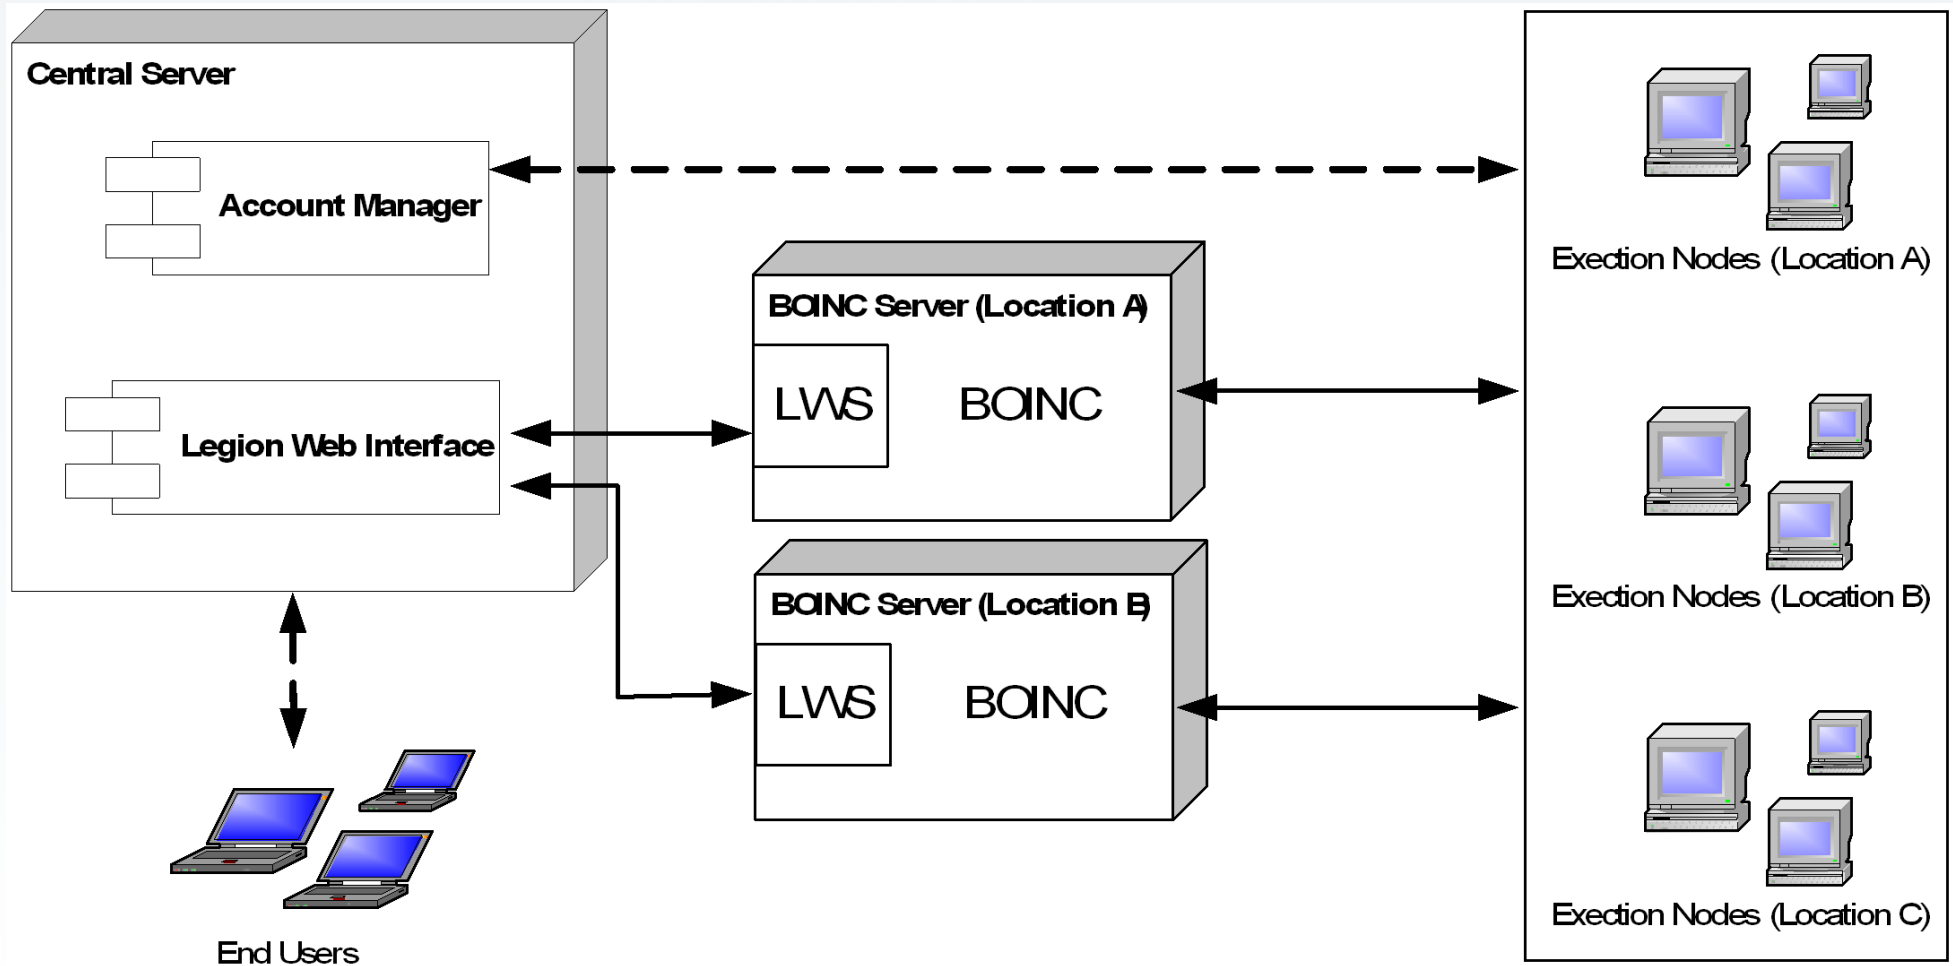 Central Server
Account Manager
Legion Web Interface
BOINC Server (Location A)
LWS
BOINC
BOINC Server (Location B)
LWS
BOINC
Exection Nodes (Location A)
Exection Nodes (Location B)
Exection Nodes (Location C)
End Users